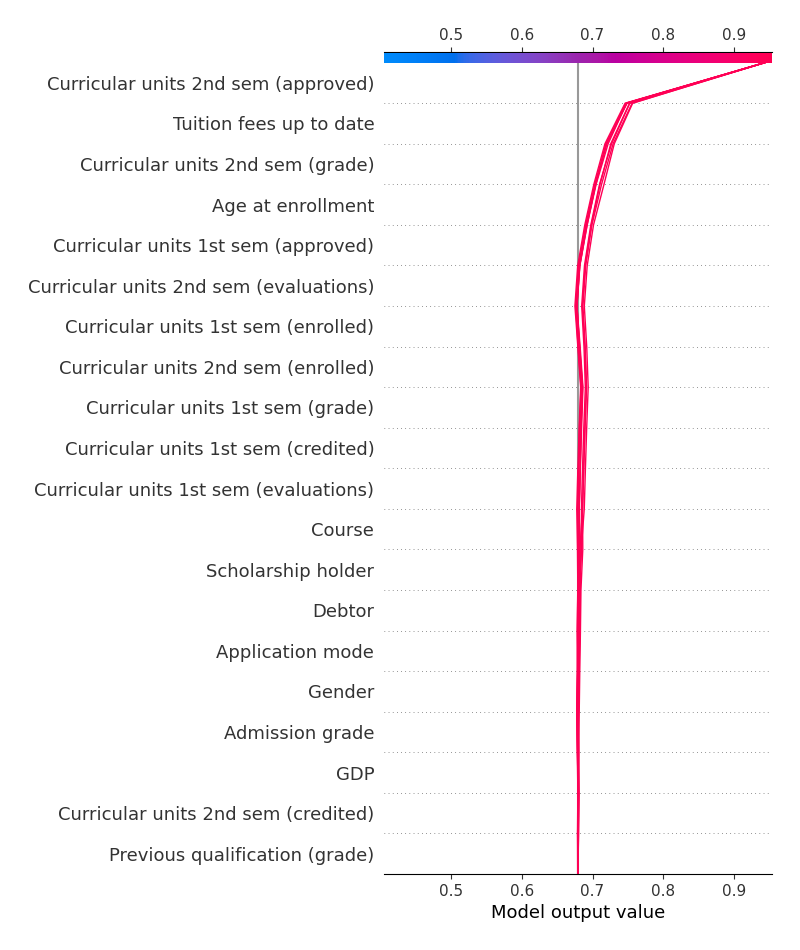 0.5 0.6 0.7 0.8 0.9
Curricular units 2nd sem (approved)
Tuition fees up to date
Curricular units 2nd sem (grade)
Age at enrollment
Curricular units 1st sem (approved)
Curricular units 2nd sem (evaluations)
Curricular units 1st sem (enrolled)
Curricular units 2nd sem (enrolled)
Curricular units 1st sem (grade)
Curricular units 1st sem (credited)
Curricular units 1st sem (evaluations)
Course
Scholarship holder
Debtor
Application mode
Gender
Admission grade
GDP
Curricular units 2nd sem (credited)
Previous qualification (grade)
0.5 0.6 0.7 0.8 0.9
Model output value